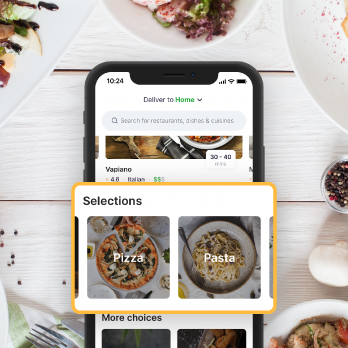 10:24
Deliver to Home
Search for restaurants, dishes & cuisines
30 - 40
mins
Vapiano
4.6 Italian $$$
Selections
Pizza
Pasta
More choices